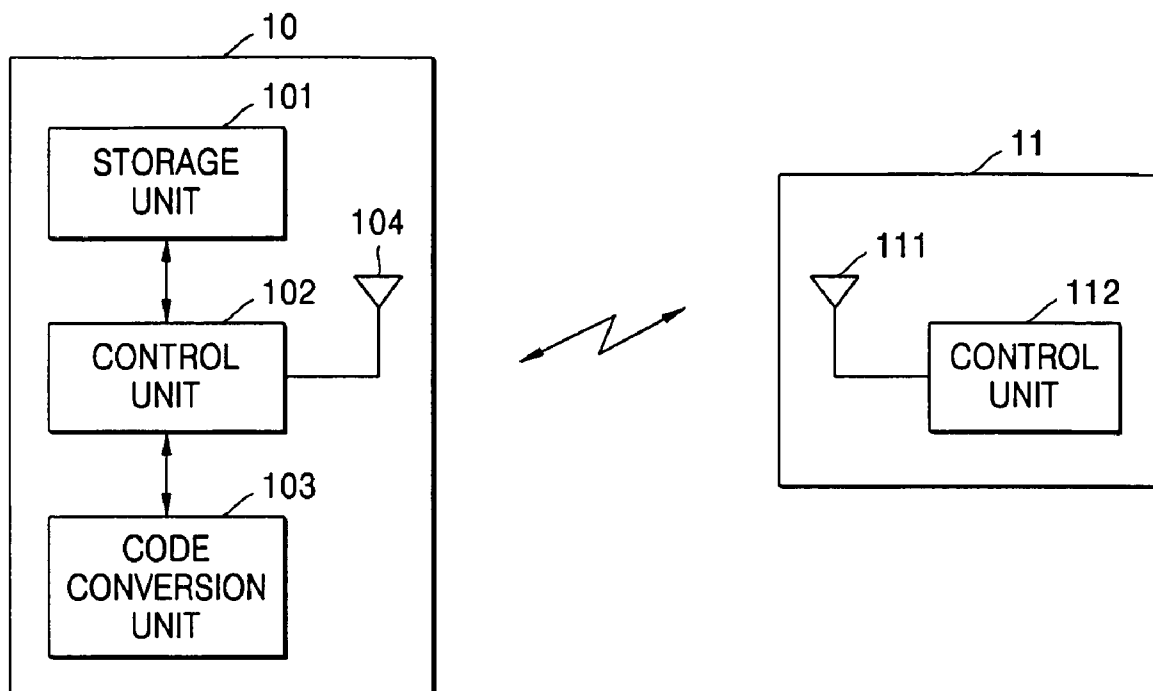 10
101
STORAGE
UNIT
104
102
CONTROL
UNIT
103
CODE
CONVERSION
UNIT
11
111
112
CONTROL
UNIT